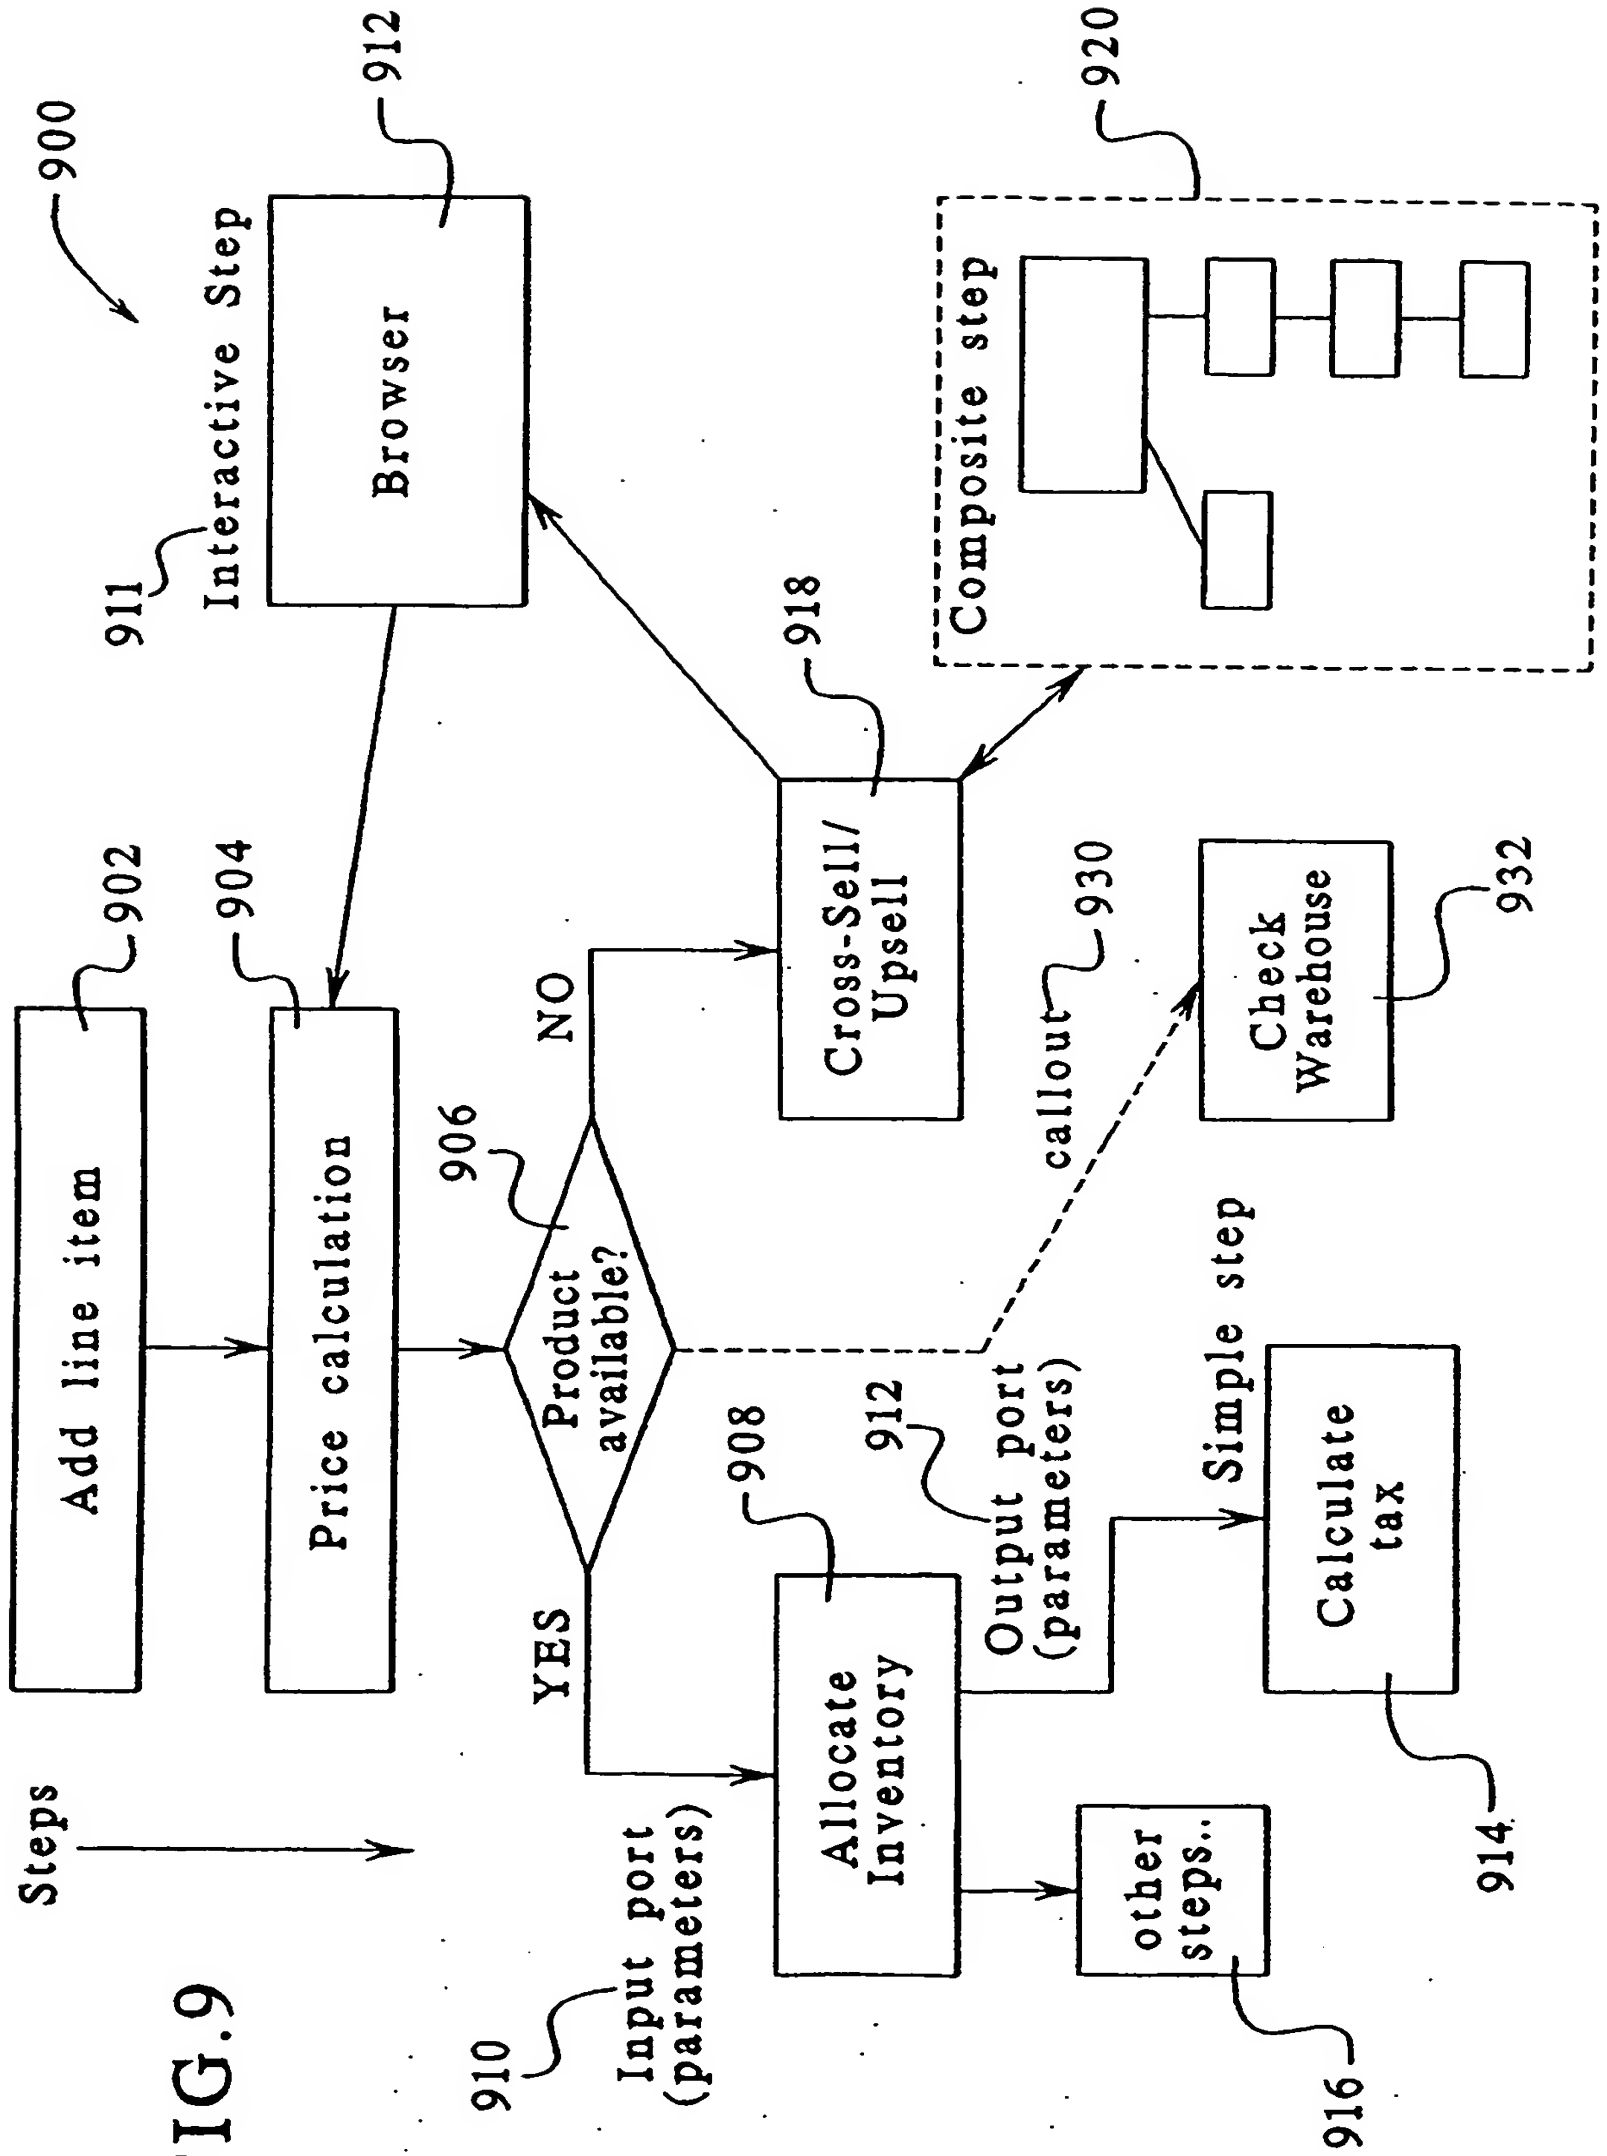 FIG.9
Steps
900
Add line item
902
Price calculation
904
911
Interactive Step
Browser
912
906
Product
available?
YES
NO
910
Input port
(parameters)
908
Allocate
Inventory
912
Output port
(parameters)
918
Cross-Sell/
Upsell
callout
930
Check
Warehouse
932
Composite step
920
916
other
steps..
Simple step
Calculate
tax
914